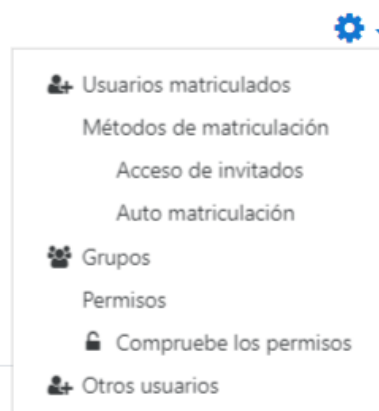 Usuarios matriculados
Métodos de matriculación
Acceso de invitados
Auto matriculación
Grupos
Permisos
Compruebe los permisos
Otros usuarios